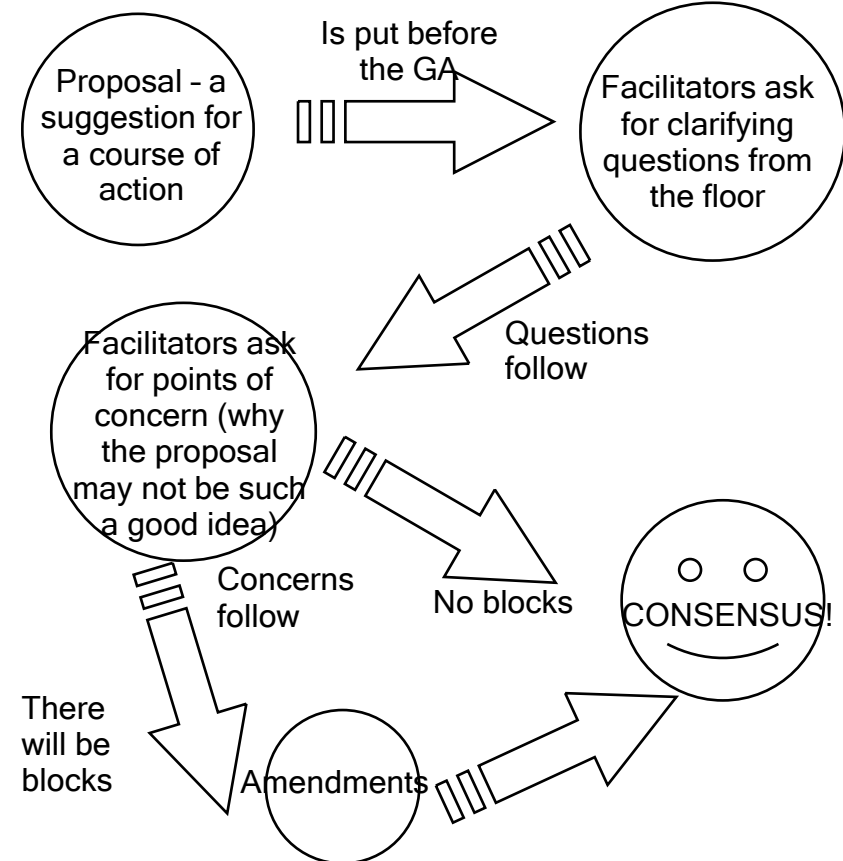 Proposal – a
suggestion for
a course of
action
Is put before
the GA
Facilitators ask
for clarifying
questions from
the floor
Questions
follow
Facilitators ask
for points of
concern (why
the proposal
may not be such
a good idea)
No blocks
CONSENSUS!
Concerns
follow
There
will be
blocks
Amendments